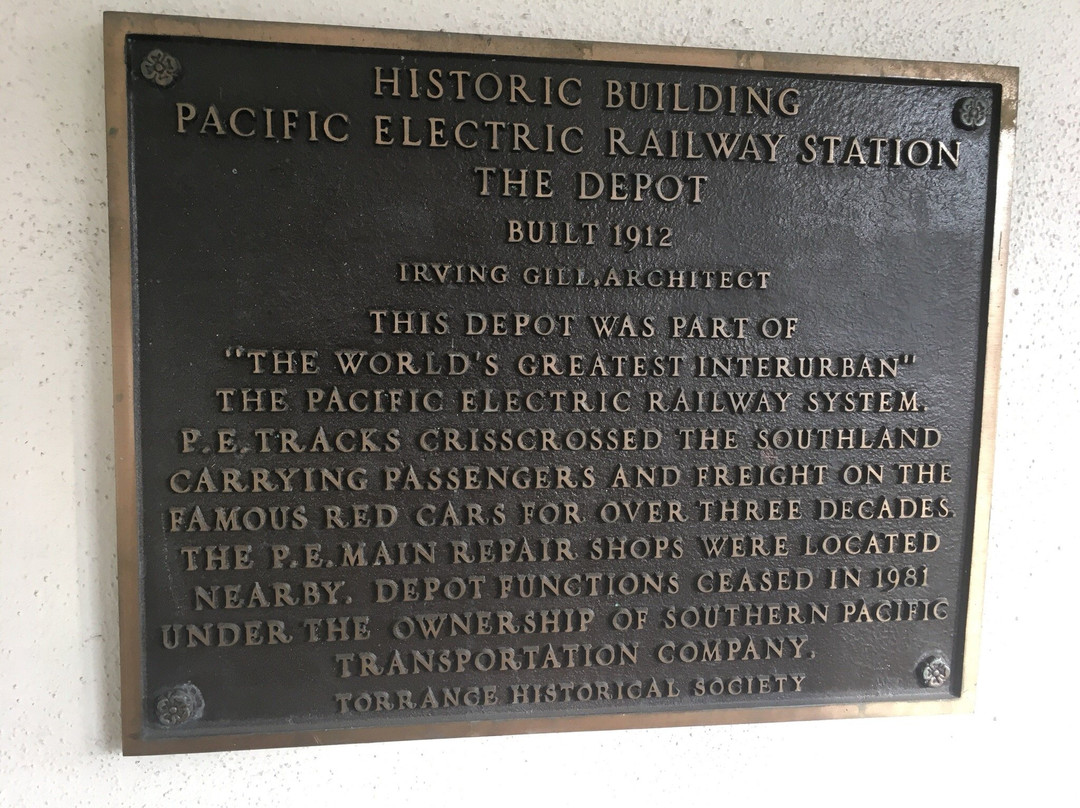 HISTORIC BUILDING
PACIFIC ELECTRIC RAILWAY STATION
THE DEPOT
BUILT 1912
IRVING GILL, ARCHITECT
THIS DEPOT WAS PART OF
"THE WORLD'S GREATEST INTERURBAN"
THE PACIFIC ELECTRIC RAILWAY SYSTEM.
P.E. TRACKS CRISSCROSSED THE SOUTHLAND
CARRYING PASSENGERS AND FREIGHT ON THE
FAMOUS RED CARS FOR OVER THREE DECADES.
THE P.E. MAIN REPAIR SHOPS WERE LOCATED
NEARBY. DEPOT FUNCTIONS CEASED IN 1981
UNDER THE OWNERSHIP OF SOUTHERN PACIFIC
TRANSPORTATION COMPANY.
TORRANCE HISTORICAL SOCIETY